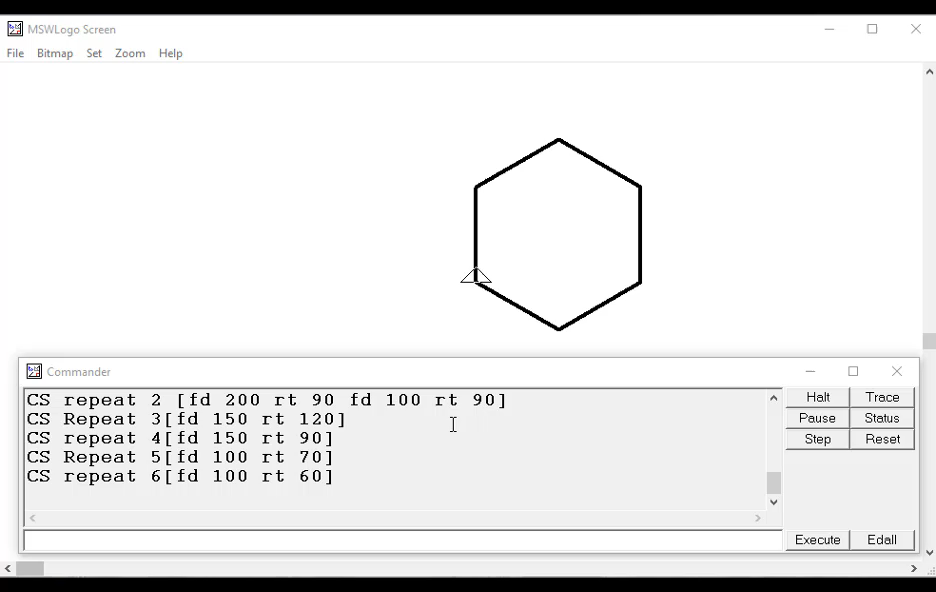 MSWLogo Screen
File Bitmap Set Zoom Help
Commander
CS repeat 2 [fd 200 rt 90 fd 100 rt 90]
CS Repeat 3[fd 150 rt 120]
CS repeat 4[fd 150 rt 90]
CS Repeat 5[fd 100 rt 70]
CS repeat 6[fd 100 rt 60]
Halt Trace
Pause Status
Step Reset
Execute Edall